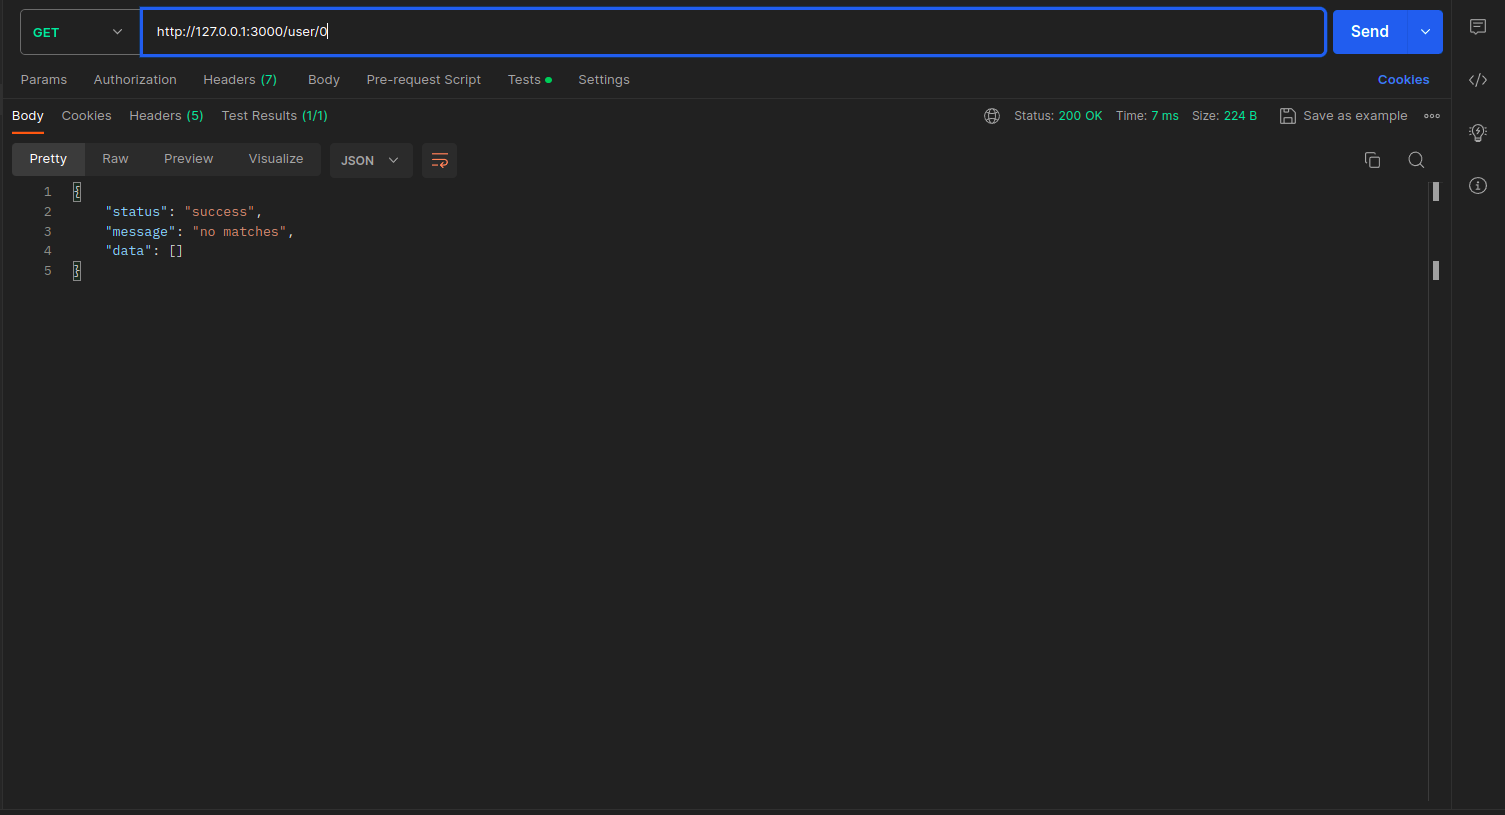 GET http://127.0.0.1:3000/user/0 Send
Params Authorization Headers (7) Body Pre-request Script Tests Settings Cookies
Body Cookies Headers (5) Test Results (1/1) Status: 200 OK Time: 7 ms Size: 224 B Save as example
Pretty Raw Preview Visualize JSON
1 {
2 "status": "success",
3 "message": "no matches",
4 "data": []
5 }